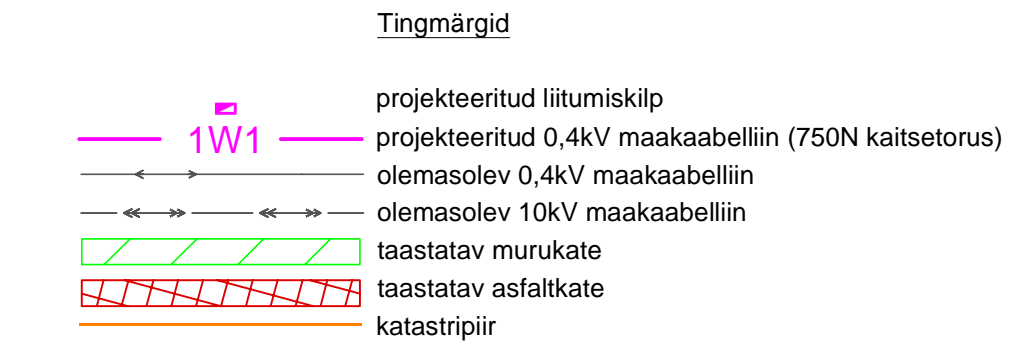 Tingmärgid
projekteeritud liitumiskilp
1W1 projekteeritud 0,4kV maakaabelliin (750N kaitsetorus)
olemasolev 0,4kV maakaabelliin
olemasolev 10kV maakaabelliin
taastatav murukate
taastatav asfaltkate
katastripiir